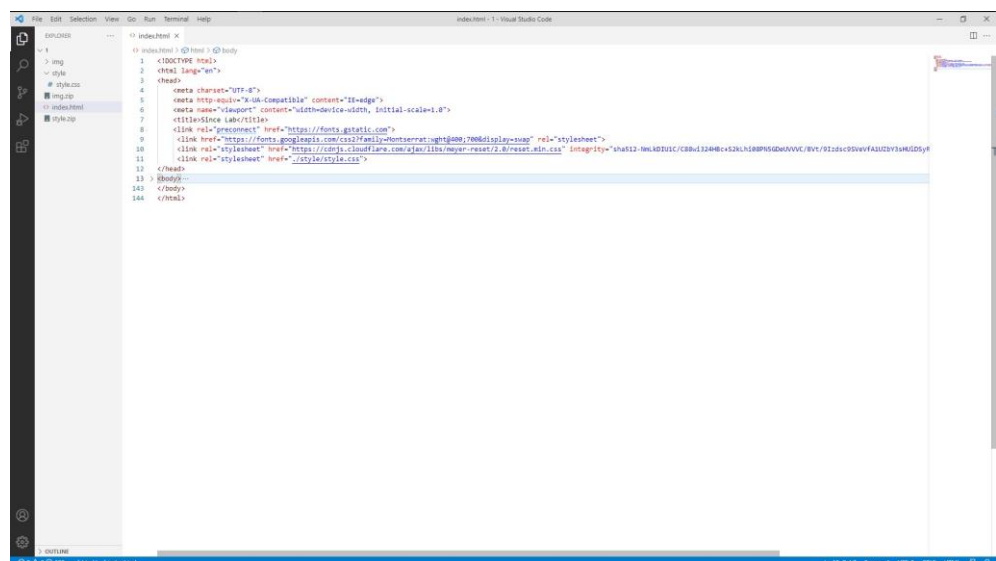 File Edit Selection View Go Run Terminal Help
index.html - 1 - Visual Studio Code
EXPLORER ...
1
img
style
# style.css
img.zip
<> index.html
style.zip
OUTLINE
<> index.html ×
<> index.html > html > body
1 <!DOCTYPE html>
2 <html lang="en">
3 <head>
4 <meta charset="UTF-8">
5 <meta http-equiv="X-UA-Compatible" content="IE=edge">
6 <meta name="viewport" content="width=device-width, initial-scale=1.0">
7 <title>Since Lab</title>
8 <link rel="preconnect" href="https://fonts.gstatic.com">
9 <link href="https://fonts.googleapis.com/css2?family=Montserrat:wght@400;700&display=swap" rel="stylesheet">
10 <link rel="stylesheet" href="https://cdnjs.cloudflare.com/ajax/libs/meyer-reset/2.0/reset.min.css" integrity="sha512-
11 <link rel="stylesheet" href="./style/style.css">
12 </head>
13 <body>...
143 </body>
144 </html>